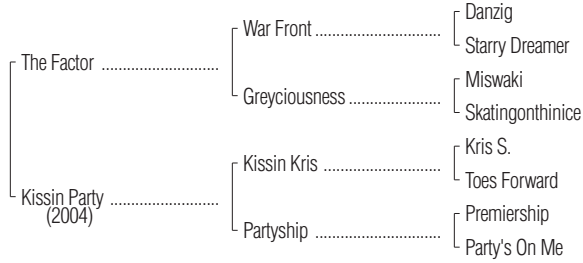 Danzig
War Front
Starry Dreamer
The Factor
Miswaki
Greyciousness
Skatingonthinice
Kris S.
Kissin Kris
Toes Forward
Kissin Party
(2004)
Premiership
Partyship
Party's On Me